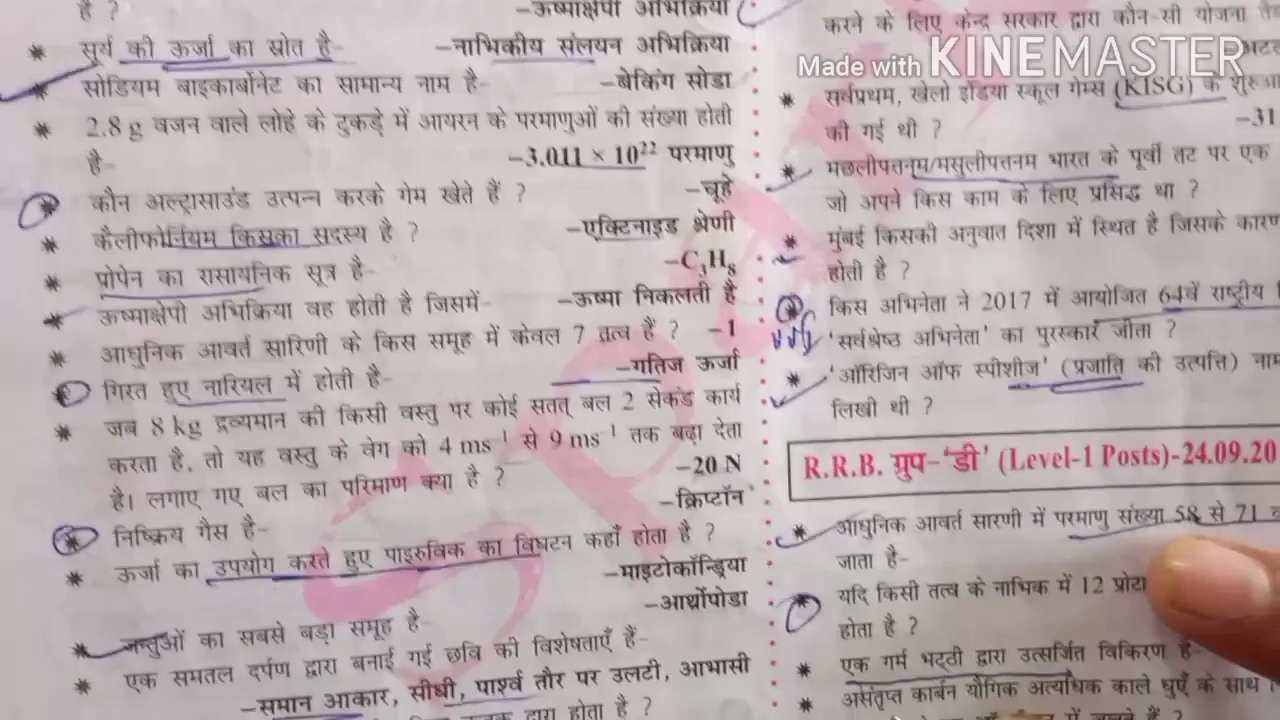 है ?
-ऊष्माक्षेपी अभिक्रिया
* सूर्य की ऊर्जा का स्रोत है- -नाभिकीय संलयन अभिक्रिया
* सोडियम बाइकार्बोनेट का सामान्य नाम है- -बेकिंग सोडा
* 2.8 g वजन वाले लोहे के टुकड़े में आयरन के परमाणुओं की संख्या होती
है- -3.011 × 10²² परमाणु
* कौन अल्ट्रासाउंड उत्पन्न करके गेम खेते हैं ? -चूहे
* कैलीफोर्नियम किसका सदस्य है ? -एक्टिनाइड श्रेणी
* प्रोपेन का रासायनिक सूत्र है- -C₃H₈
* ऊष्माक्षेपी अभिक्रिया वह होती है जिसमें- -ऊष्मा निकलती है
* आधुनिक आवर्त सारिणी के किस समूह में केवल 7 तत्व हैं ? -1
* गिरत हुए नारियल में होती है- -गतिज ऊर्जा
* जब 8 kg द्रव्यमान की किसी वस्तु पर कोई सतत् बल 2 सेकंड कार्य
करता है, तो यह वस्तु के वेग को 4 ms⁻¹ से 9 ms⁻¹ तक बढ़ा देता
है। लगाए गए बल का परिमाण क्या है ? -20 N
* निष्क्रिय गैस है- -क्रिप्टॉन
* ऊर्जा का उपयोग करते हुए पाइरुविक का विघटन कहाँ होता है ?
-माइटोकॉन्ड्रिया
* जन्तुओं का सबसे बड़ा समूह है- -आर्थोपोडा
* एक समतल दर्पण द्वारा बनाई गई छवि की विशेषताएँ हैं-
-समान आकार, सीधी, पार्श्व तौर पर उलटी, आभासी
द्वारा होता है ?
करने के लिए केन्द्र सरकार द्वारा कौन-सी योजना
Made with KINEMASTER
* सर्वप्रथम, खेलो इंडिया स्कूल गेम्स (KISG) के
की गई थी ? -31
* मछलीपत्तनम/मसुलीपत्तनम भारत के पूर्वी तट पर एक
जो अपने किस काम के लिए प्रसिद्ध था ?
* मुंबई किसकी अनुवात दिशा में स्थित है जिसके
होती है ?
* किस अभिनेता ने 2017 में आयोजित 64वें राष्ट्रीय
'सर्वश्रेष्ठ अभिनेता' का पुरस्कार जीता ?
* 'ऑरिजिन ऑफ स्पीशीज' (प्रजाति की उत्पत्ति)
लिखी थी ?
R.R.B. ग्रुप-'डी' (Level-1 Posts)-24.09.20
* आधुनिक आवर्त सारणी में परमाणु संख्या 58 से 71
जाता है-
* यदि किसी तत्व के नाभिक में 12
होता है ?
* एक गर्म भट्ठी द्वारा उत्सर्जित विकिरण है-
* असंतृप्त कार्बन यौगिक अत्यधिक काले धुएँ के साथ